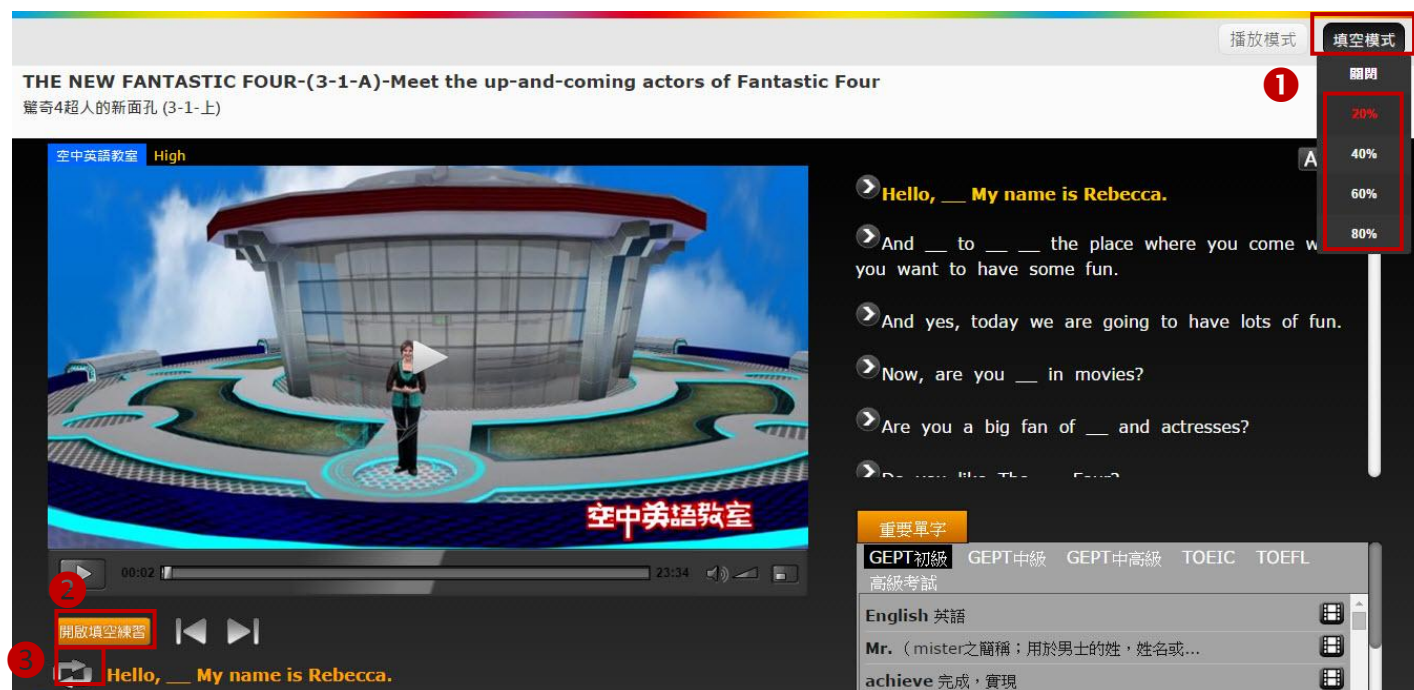 播放模式 填空模式
❶ 關閉
20%
40%
60%
80%
THE NEW FANTASTIC FOUR-(3-1-A)-Meet the up-and-coming actors of Fantastic Four
驚奇4超人的新面孔 (3-1-上)
空中英語教室 High
A
Hello, __ My name is Rebecca.
And __ to __ __ the place where you come w
you want to have some fun.
And yes, today we are going to have lots of fun.
Now, are you __ in movies?
Are you a big fan of __ and actresses?
Do you like The __ Four?
空中英語教室
00:02 23:34
❷
開啟填空練習
❸
Hello, __ My name is Rebecca.
重要單字
GEPT初級 GEPT中級 GEPT中高級 TOEIC TOEFL
高級考試
English 英語
Mr.（mister之簡稱；用於男士的姓，姓名或...
achieve 完成，實現